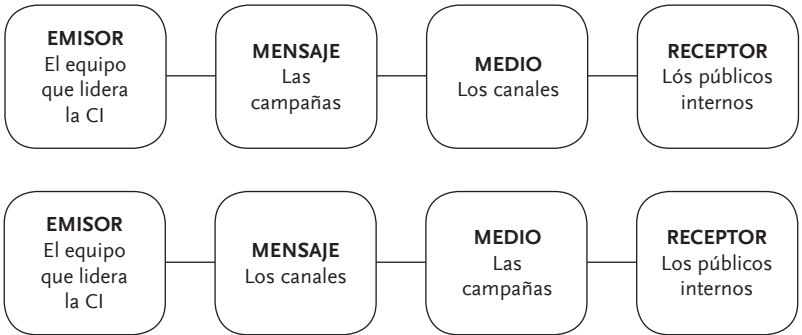 EMISOR
El equipo
que lidera
la CI
MENSAJE
Las
campañas
MEDIO
Los canales
RECEPTOR
Lós públicos
internos
EMISOR
El equipo
que lidera
la CI
MENSAJE
Los canales
MEDIO
Las
campañas
RECEPTOR
Los públicos
internos